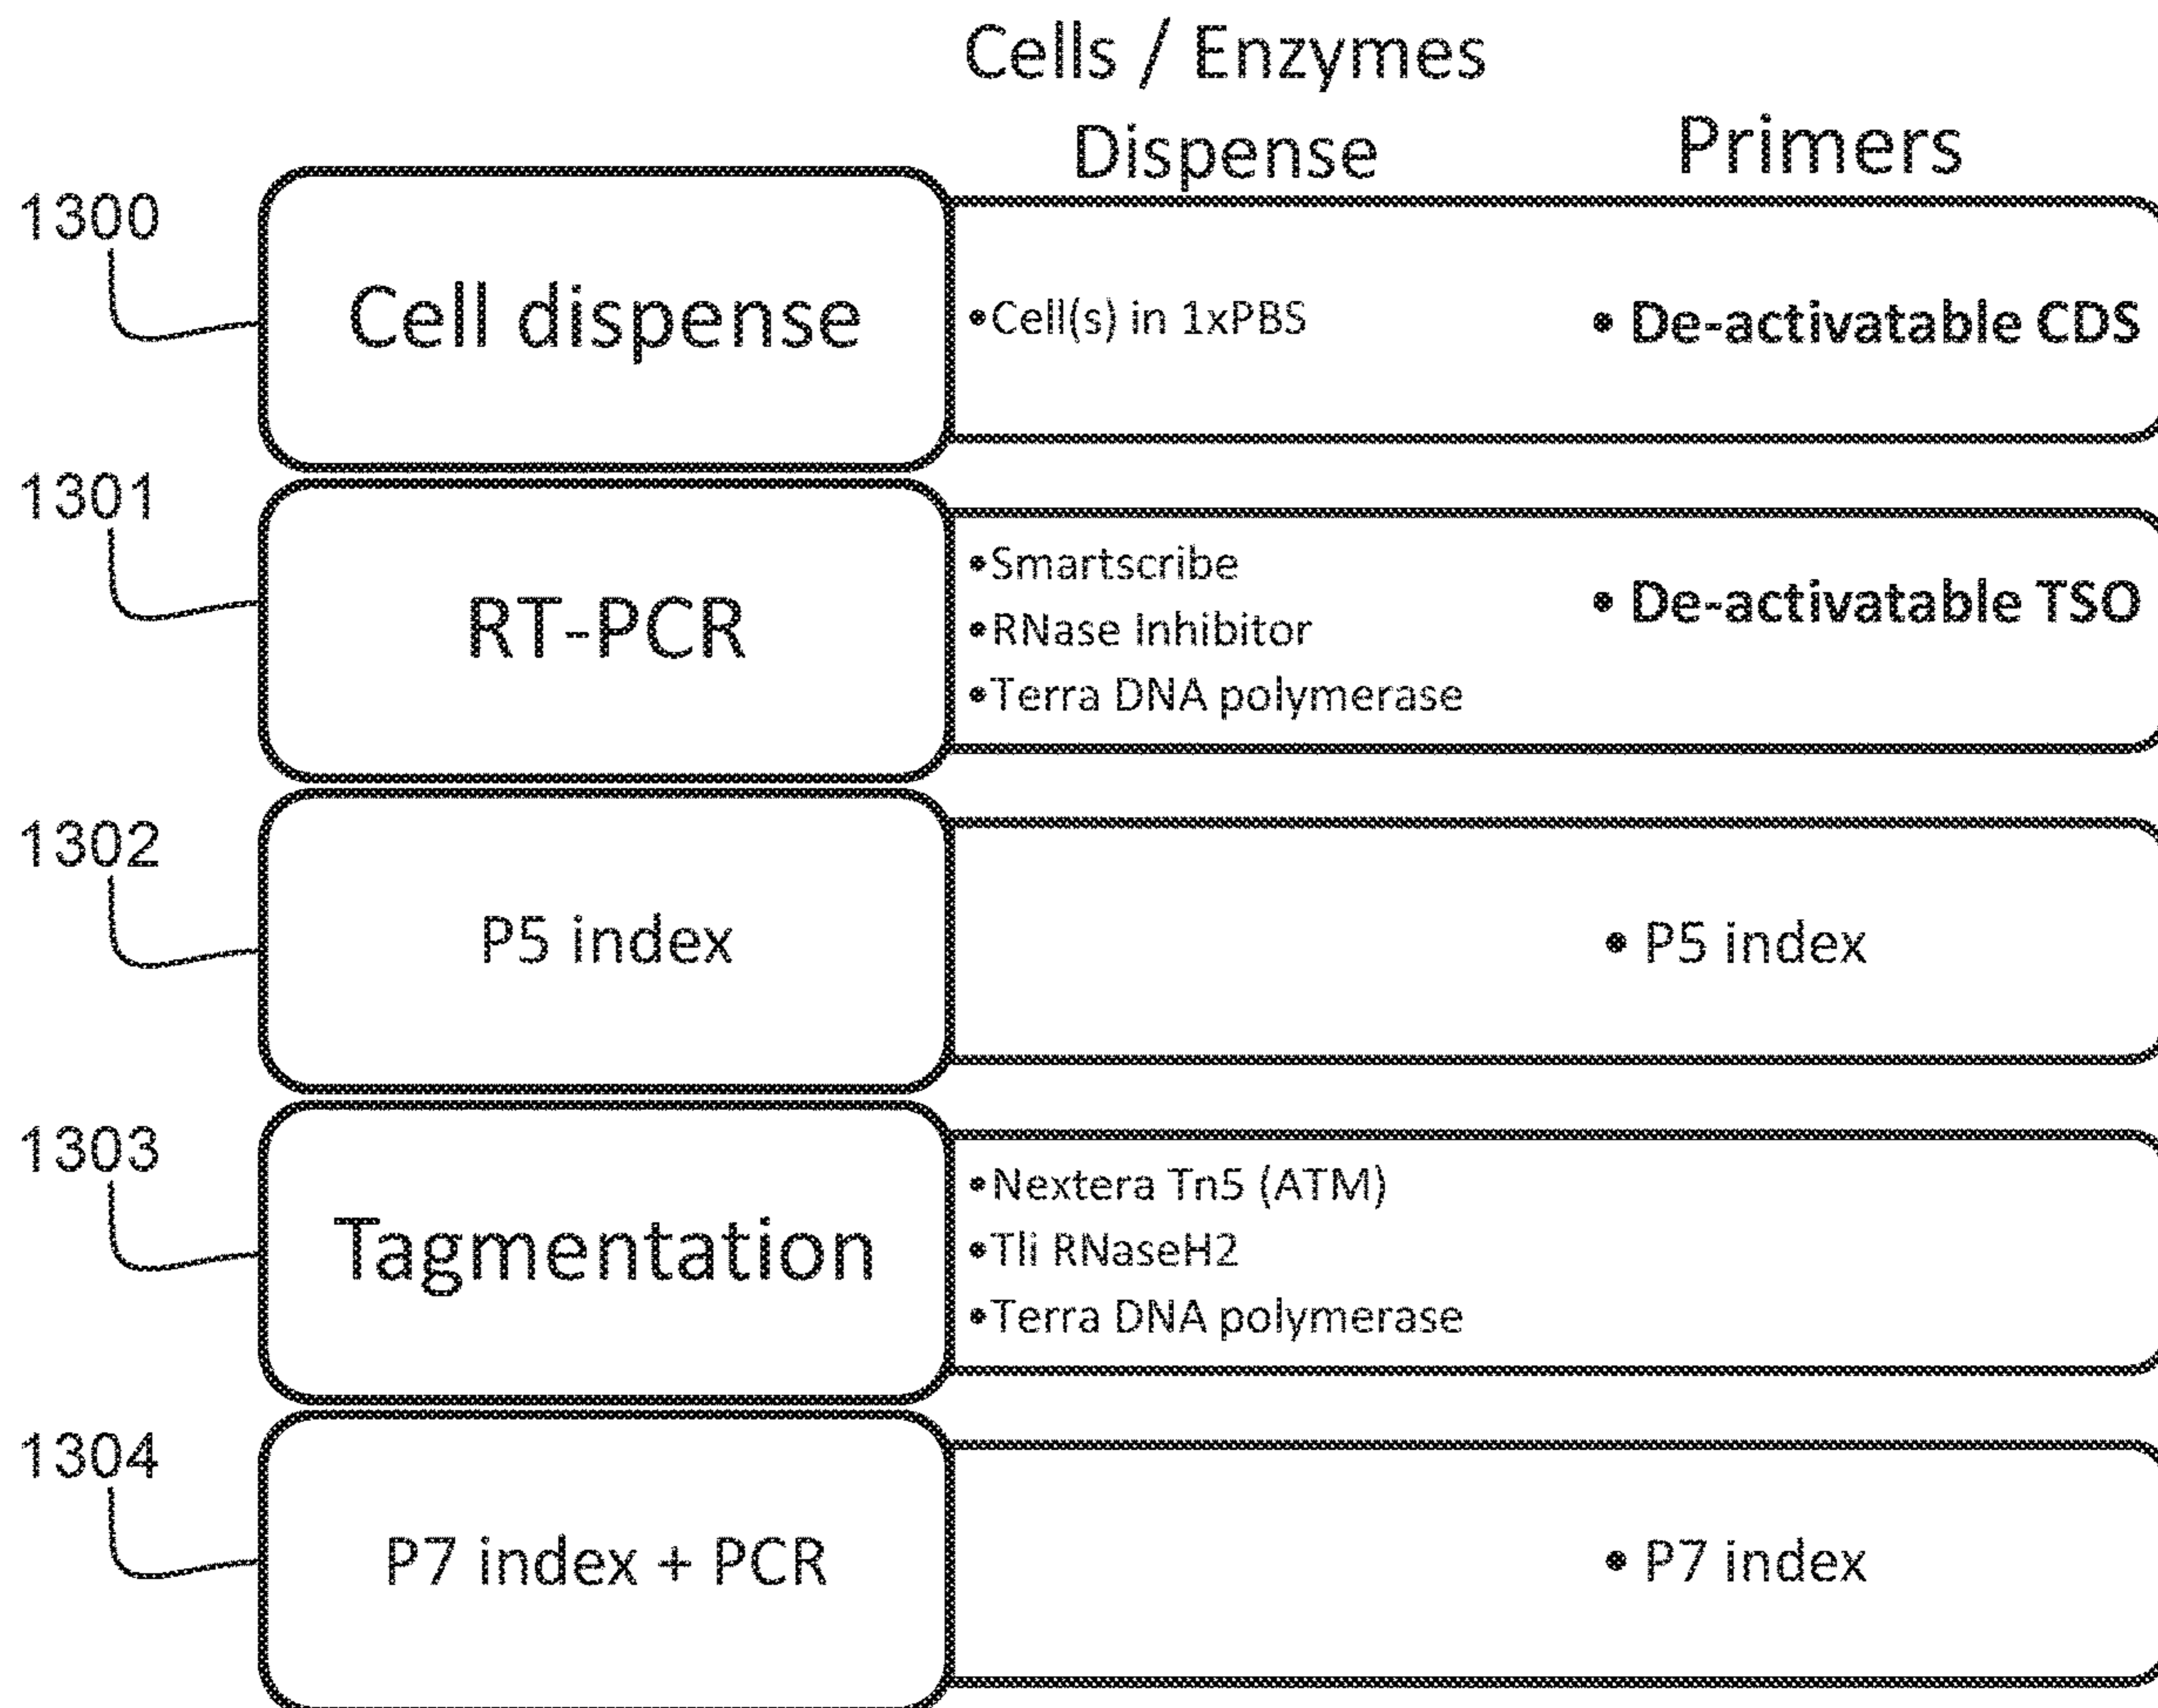 Cells / Enzymes
Dispense
Primers
1300
Cell dispense
•Cell(s) in 1xPBS
• De-activatable CDS
1301
RT-PCR
•Smartscribe
•RNase Inhibitor
•Terra DNA polymerase
• De-activatable TSO
1302
P5 index
• P5 index
1303
Tagmentation
•Nextera Tn5 (ATM)
•Tli RNaseH2
•Terra DNA polymerase
1304
P7 index + PCR
• P7 index